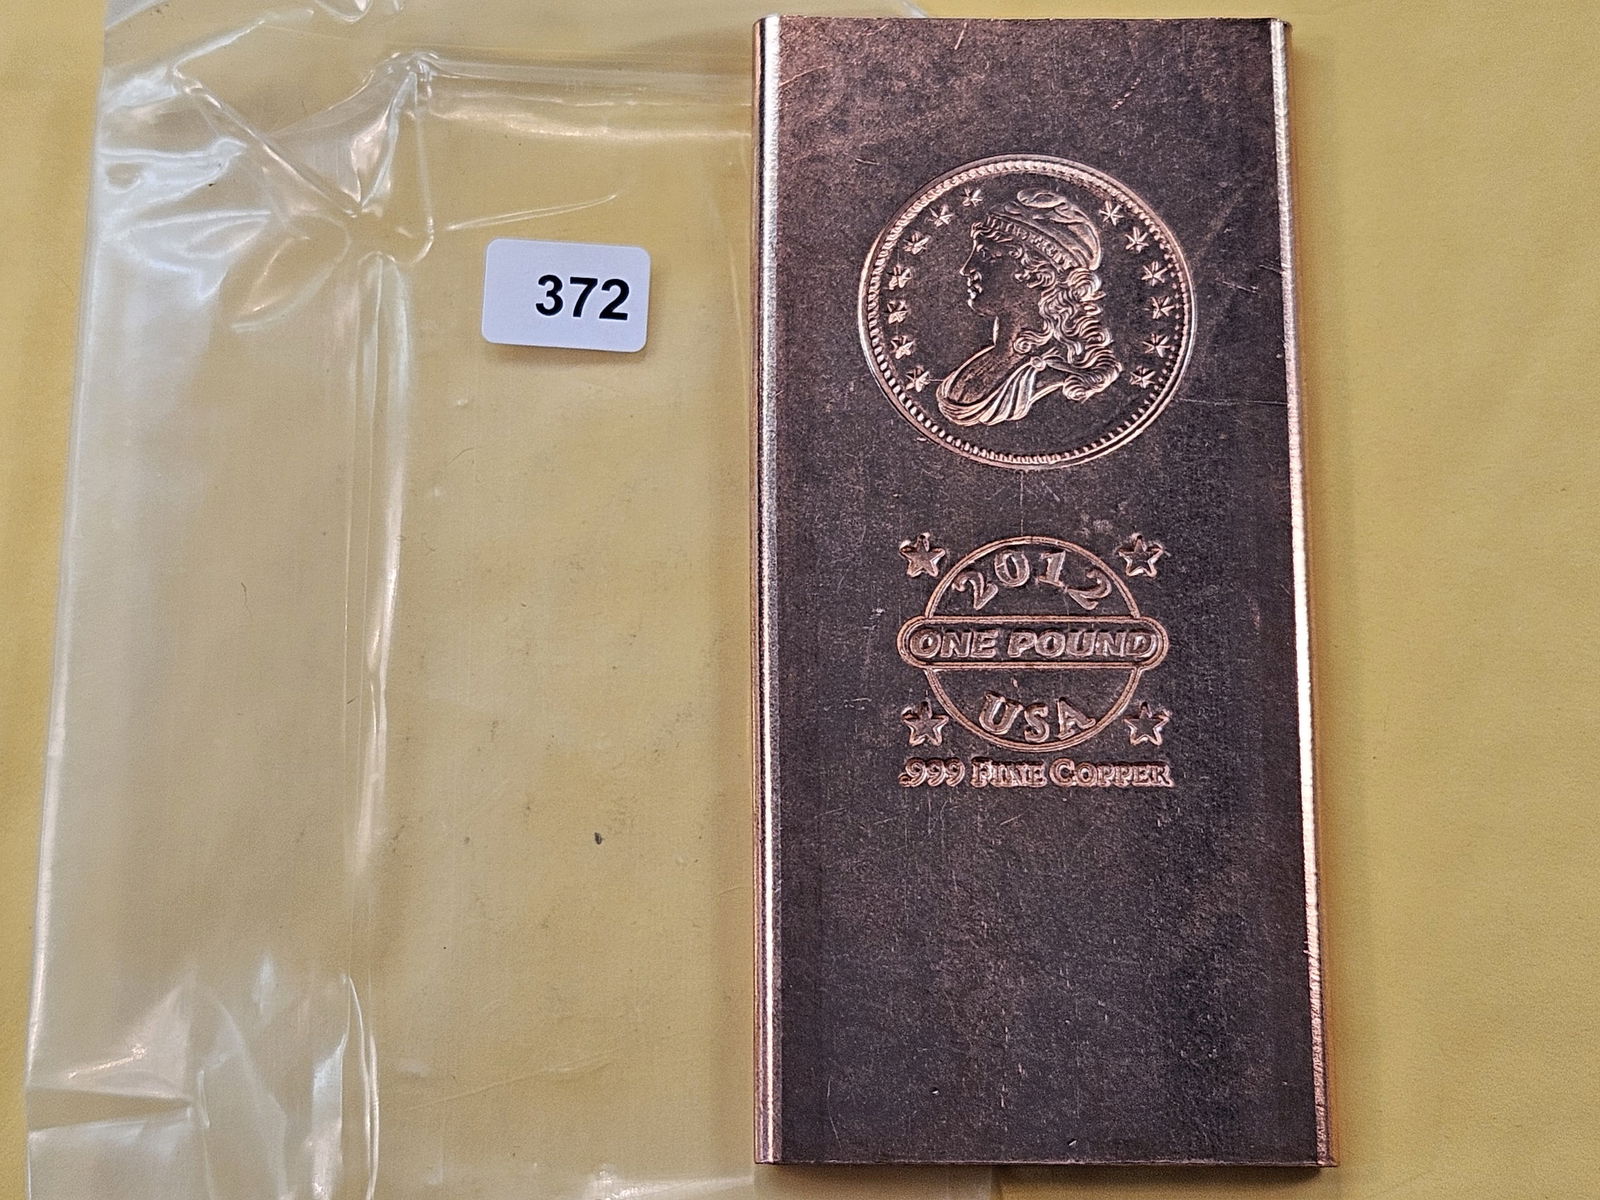 372
2012
ONE POUND
USA
.999 FINE COPPER